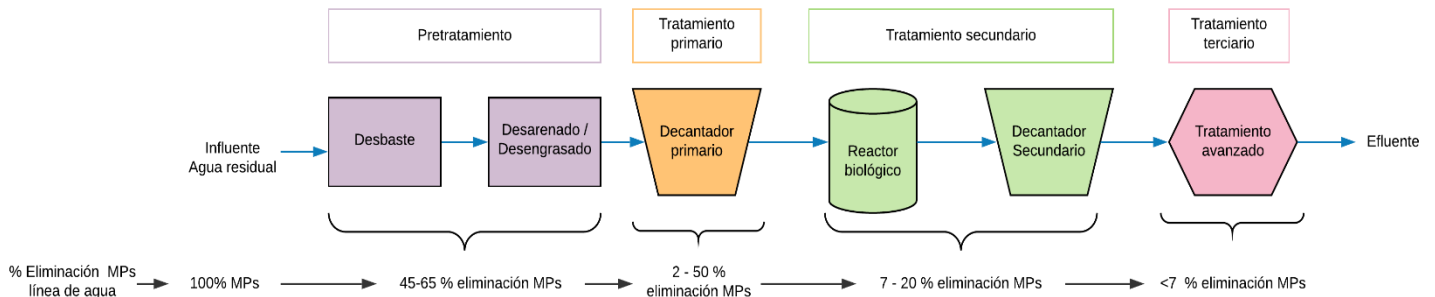 Pretratamiento
Tratamiento
primario
Tratamiento secundario
Tratamiento
terciario
Influente
Agua residual
Desbaste
Desarenado /
Desengrasado
Decantador
primario
Reactor
biológico
Decantador
Secundario
Tratamiento
avanzado
Efluente
% Eliminación MPs
línea de agua
100% MPs
45-65 % eliminación MPs
2 - 50 %
eliminación MPs
7 - 20 % eliminación MPs
<7 % eliminación MPs